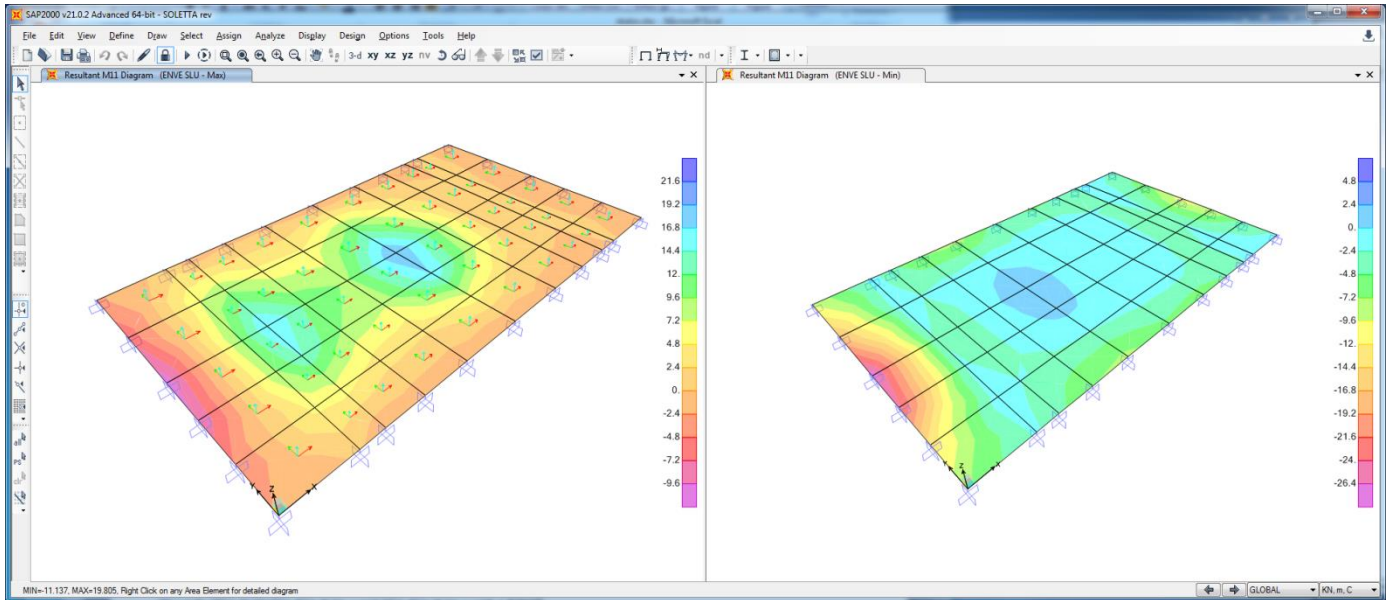 SAP2000 v21.0.2 Advanced 64-bit - SOLETTA rev
File Edit View Define Draw Select Assign Analyze Display Design Options Tools Help
3-d xy xz yz nv
nd
Resultant M11 Diagram (ENVE SLU - Max)
Resultant M11 Diagram (ENVE SLU - Min)
21.6
19.2
16.8
14.4
12.
9.6
7.2
4.8
2.4
0.
-2.4
-4.8
-7.2
-9.6
4.8
2.4
0.
-2.4
-4.8
-7.2
-9.6
-12.
-14.4
-16.8
-19.2
-21.6
-24.
-26.4
Y
Z
X
Y
Z
X
MIN=-11.137, MAX=19.805. Right Click on any Area Element for detailed diagram
GLOBAL
KN, m, C